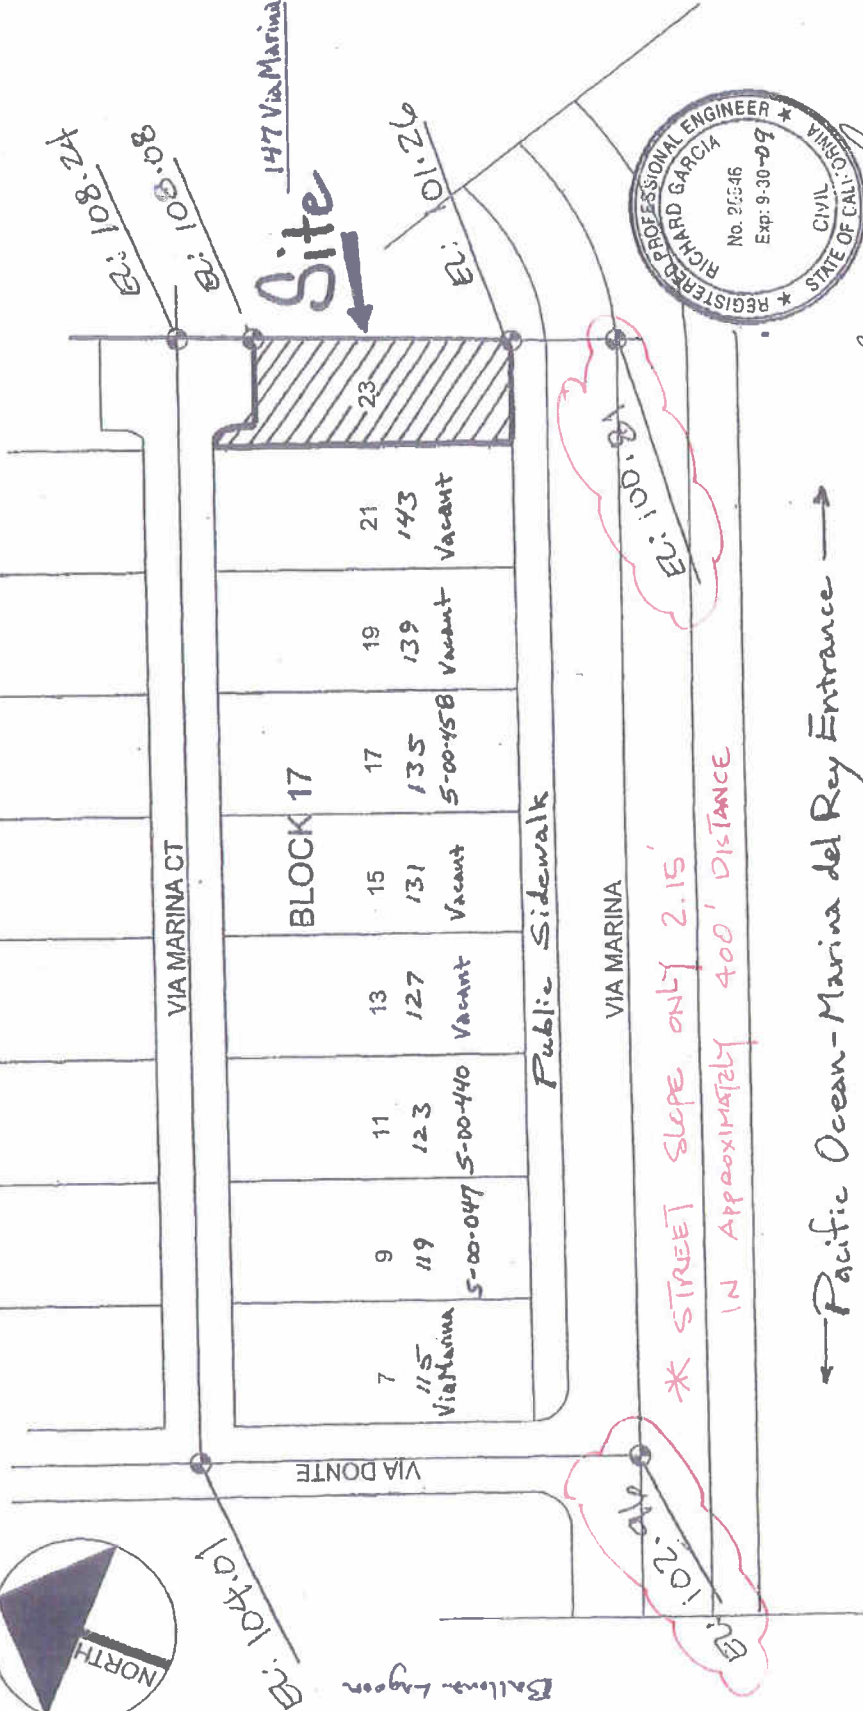 147 Via Marina
Site
EL: 108.24
EL: 108.08
EL: 101.26
23
21
143
Vacant
19
139
Vacant
17
135
5-00-458
15
131
Vacant
13
127
Vacant
11
123
5-00-440
9
119
5-00-047
7
115
Via Marina
BLOCK 17
VIA MARINA CT
Public Sidewalk
VIA MARINA
VIA DONTE
EL: 100.81
EL: 104.01
EL: 102.96
* STREET SLOPE ONLY 2.15'
IN APPROXIMATELY 400' DISTANCE
← Pacific Ocean - Marina del Rey Entrance →
Ballona Lagoon
NORTH
REGISTERED PROFESSIONAL ENGINEER
RICHARD GARCIA
No.
Exp: 9-30-09
CIVIL
STATE OF CALIFORNIA